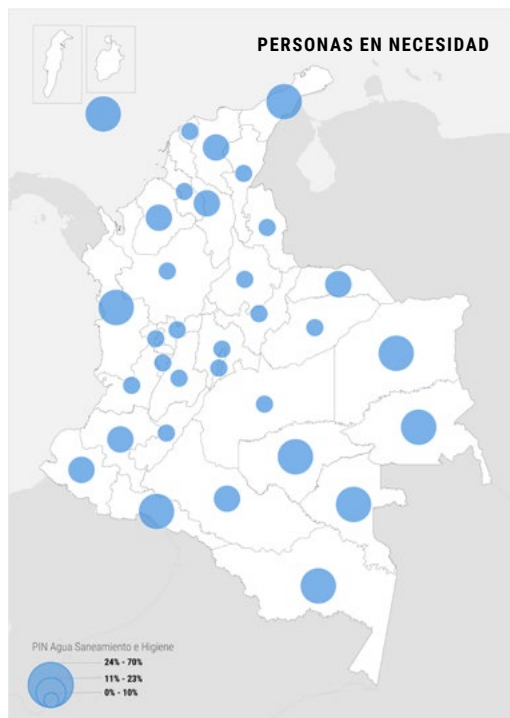 PERSONAS EN NECESIDAD
PIN Agua Saneamiento e Higiene
24% - 70%
11% - 23%
0% - 10%